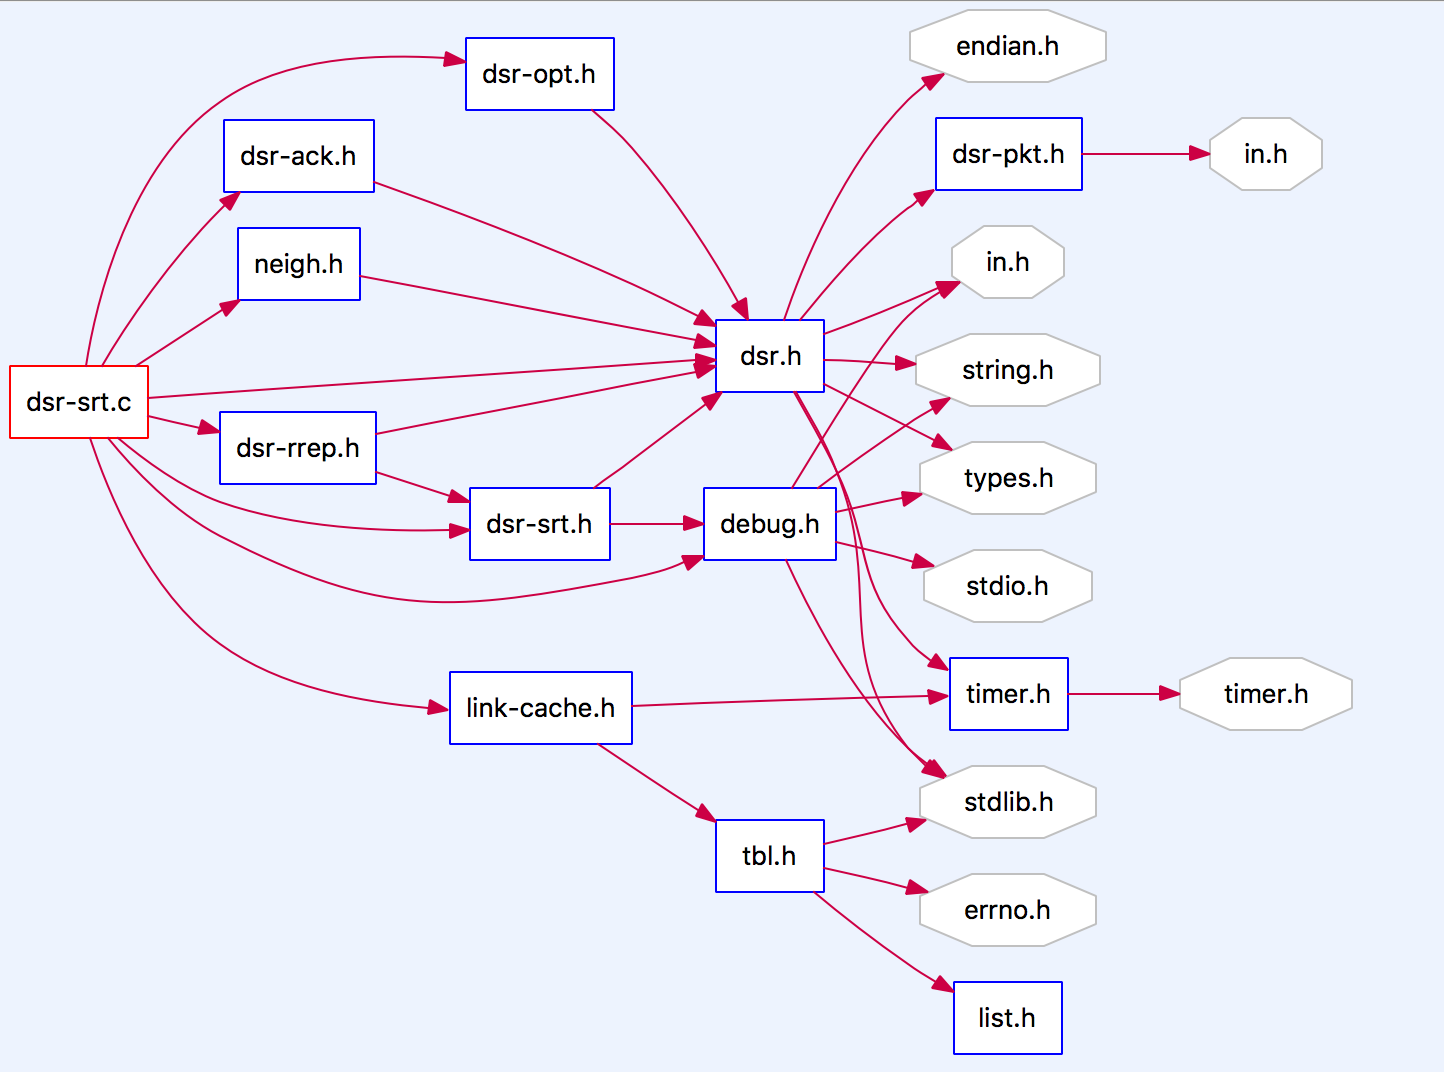 endian.h
dsr-opt.h
dsr-ack.h
dsr-pkt.h
in.h
neigh.h
in.h
dsr.h
string.h
dsr-srt.c
dsr-rrep.h
types.h
dsr-srt.h
debug.h
stdio.h
link-cache.h
timer.h
timer.h
stdlib.h
tbl.h
errno.h
list.h